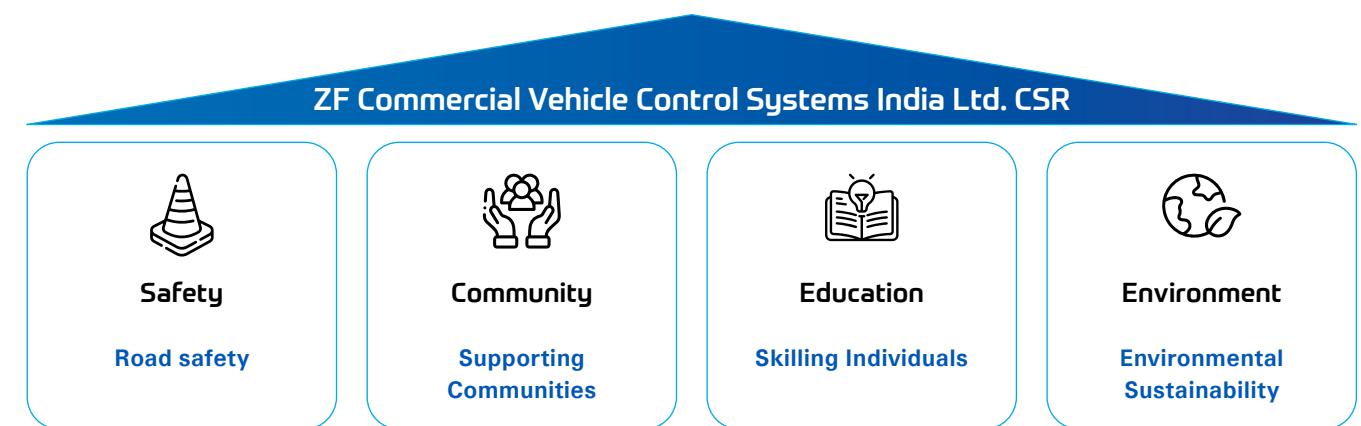 ZF Commercial Vehicle Control Systems India Ltd. CSR
Safety
Road safety
Community
Supporting
Communities
Education
Skilling Individuals
Environment
Environmental
Sustainability